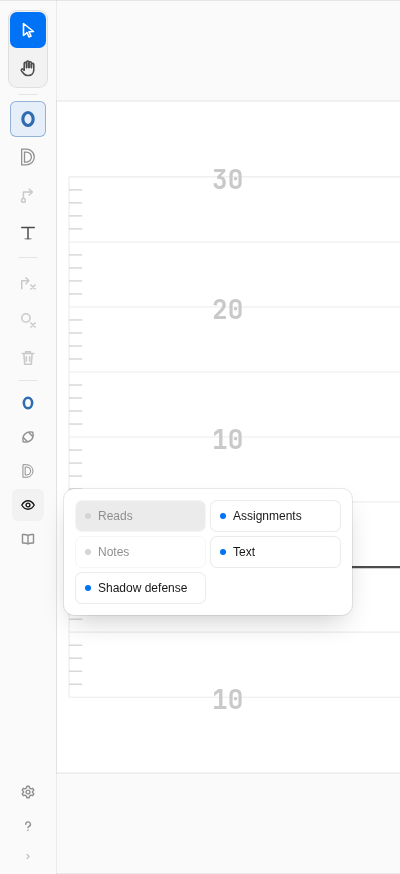 O
D
T
30
20
10
O
D
Reads
Assignments
Notes
Text
Shadow defense
10
?